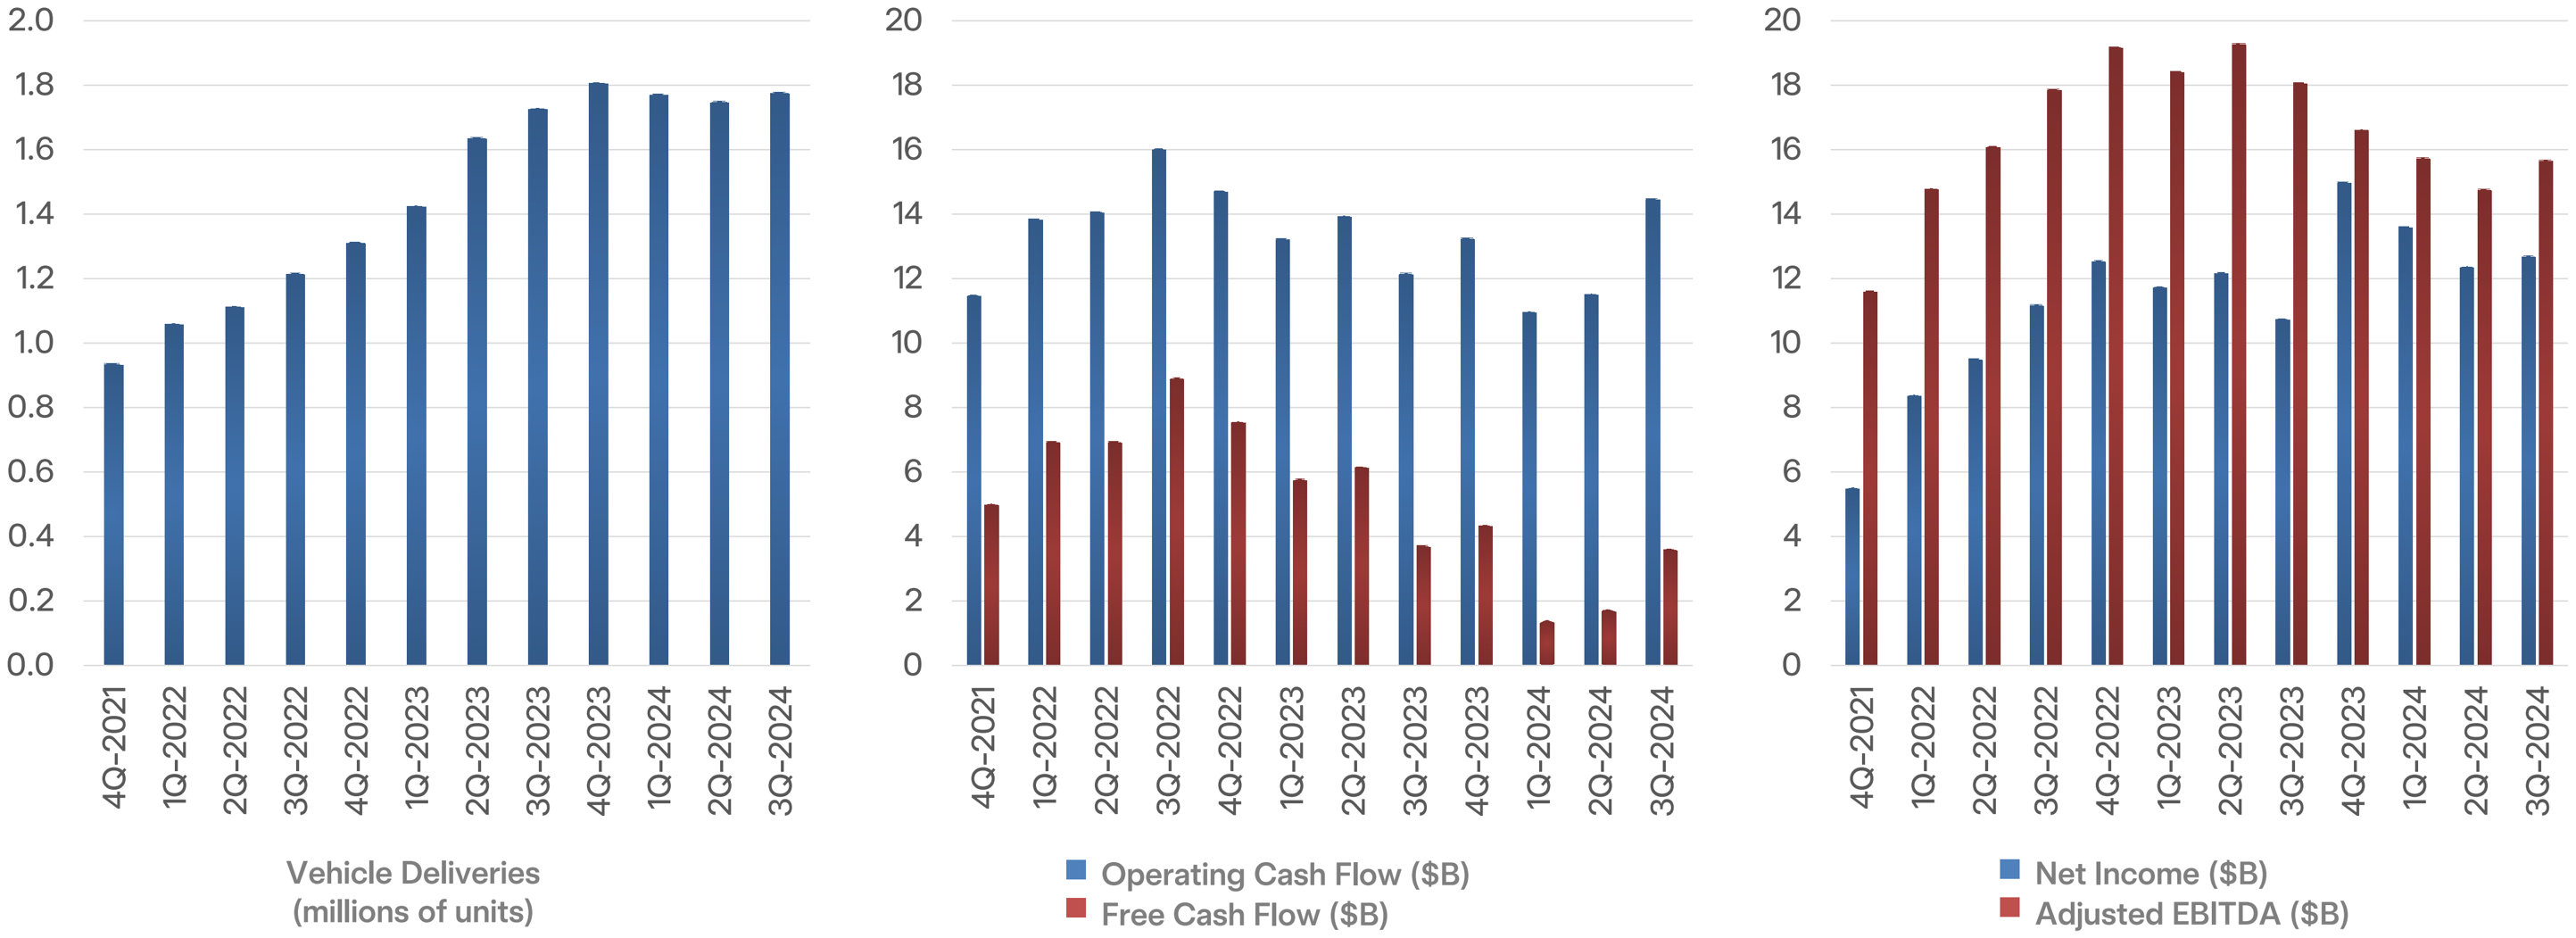 2.0
1.8
1.6
1.4
1.2
1.0
0.8
0.6
0.4
0.2
0.0
4Q-2021
1Q-2022
2Q-2022
3Q-2022
4Q-2022
1Q-2023
2Q-2023
3Q-2023
4Q-2023
1Q-2024
2Q-2024
3Q-2024
Vehicle Deliveries
(millions of units)
20
18
16
14
12
10
8
6
4
2
0
4Q-2021
1Q-2022
2Q-2022
3Q-2022
4Q-2022
1Q-2023
2Q-2023
3Q-2023
4Q-2023
1Q-2024
2Q-2024
3Q-2024
Operating Cash Flow ($B)
Free Cash Flow ($B)
20
18
16
14
12
10
8
6
4
2
0
4Q-2021
1Q-2022
2Q-2022
3Q-2022
4Q-2022
1Q-2023
2Q-2023
3Q-2023
4Q-2023
1Q-2024
2Q-2024
3Q-2024
Net Income ($B)
Adjusted EBITDA ($B)